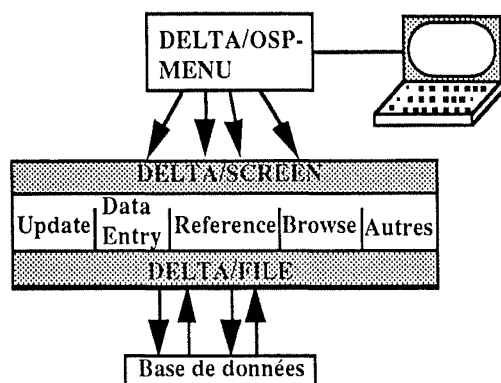 DELTA/OSP-
MENU
DELTA/SCREEN
Update
Data
Entry
Reference
Browse
Autres
DELTA/FILE
Base de données